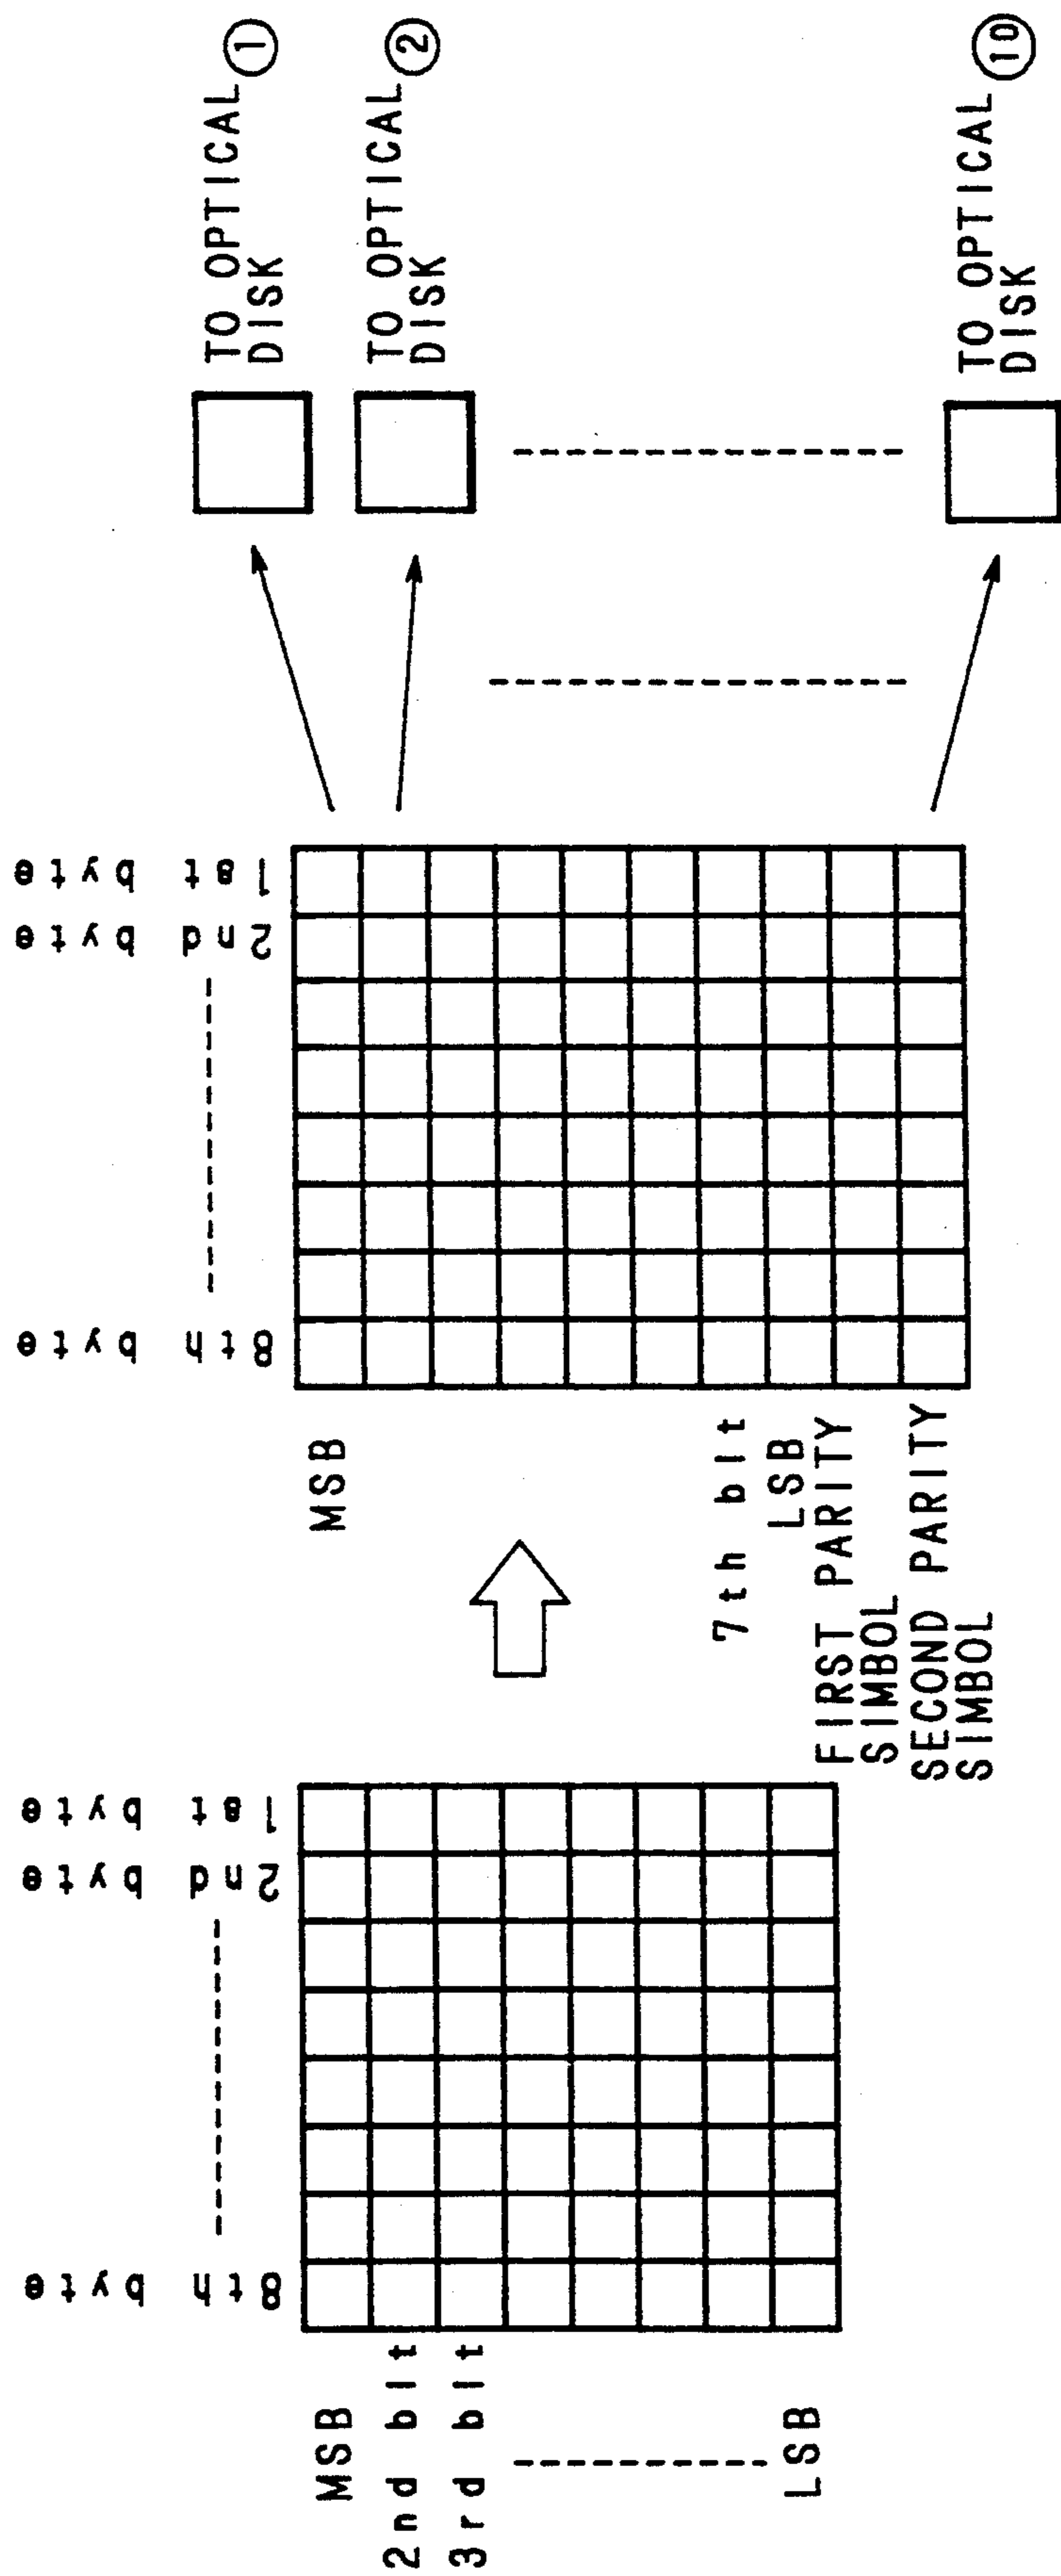 8th byte
2nd byte
1st byte
MSB
2nd bit
3rd bit
LSB
8th byte
2nd byte
1st byte
MSB
7th bit
LSB
FIRST PARITY
SIMBOL
SECOND PARITY
SIMBOL
TO OPTICAL ①
DISK
TO OPTICAL ②
DISK
TO OPTICAL ⑩
DISK